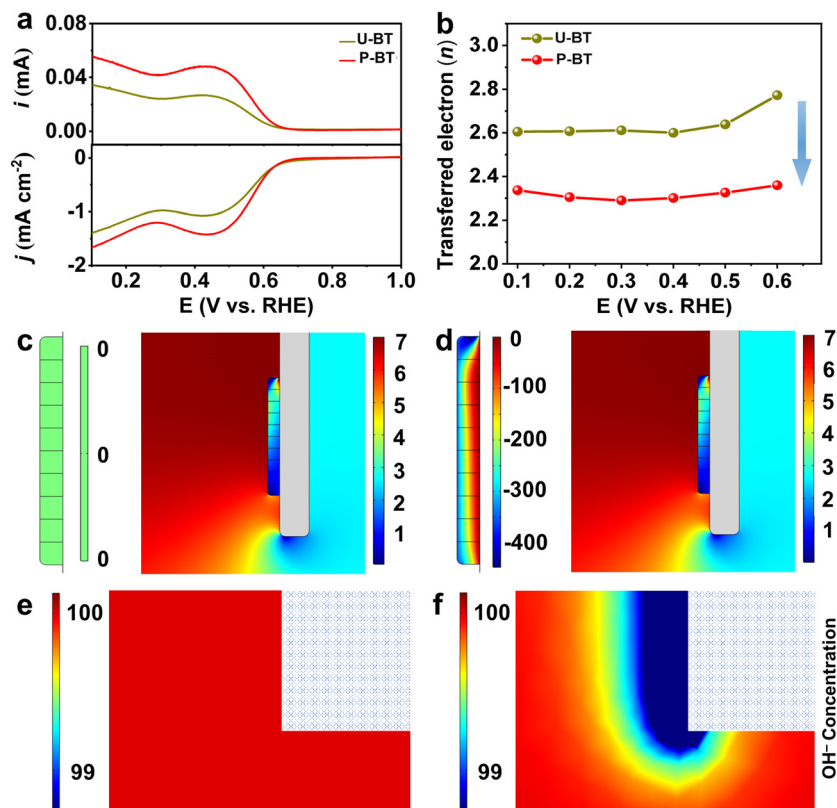 a
U-BT
P-BT
i (mA)
0.08
0.04
0.00
j (mA cm⁻²)
0
-1
-2
0.2 0.4 0.6 0.8 1.0
E (V vs. RHE)
b
U-BT
P-BT
Transferred electron (n)
3.0
2.8
2.6
2.4
2.2
2.0
0.1 0.2 0.3 0.4 0.5 0.6
E (V vs. RHE)
c
0
0
0
7
6
5
4
3
2
1
d
0
-100
-200
-300
-400
7
6
5
4
3
2
1
e
100
99
f
100
99
OH⁻ Concentration